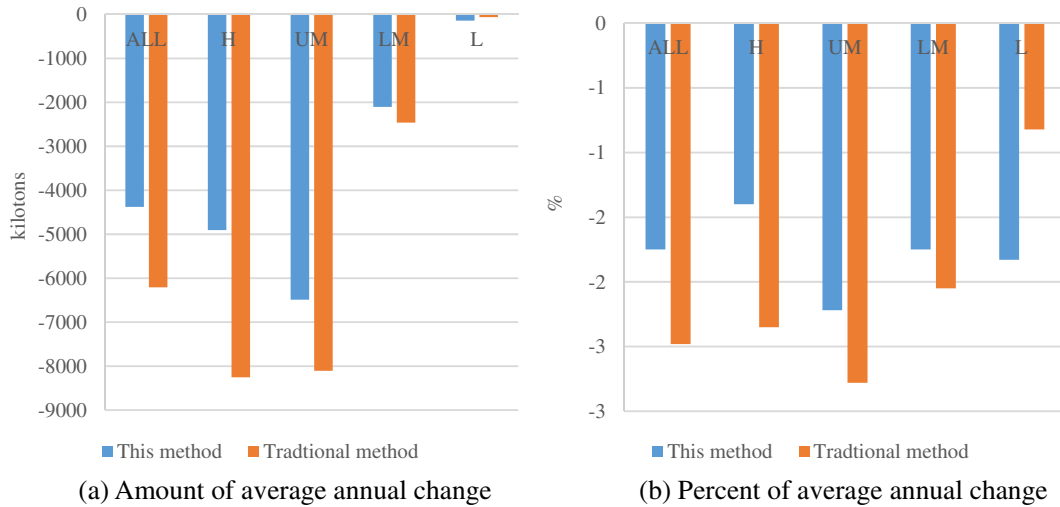 0
-1000
-2000
-3000
-4000
-5000
-6000
-7000
-8000
-9000
kilotons
ALL H UM LM L
This method Tradtional method
(a) Amount of average annual change
0
-1
-1
-2
-2
-3
-3
%
ALL H UM LM L
This method Tradtional method
(b) Percent of average annual change